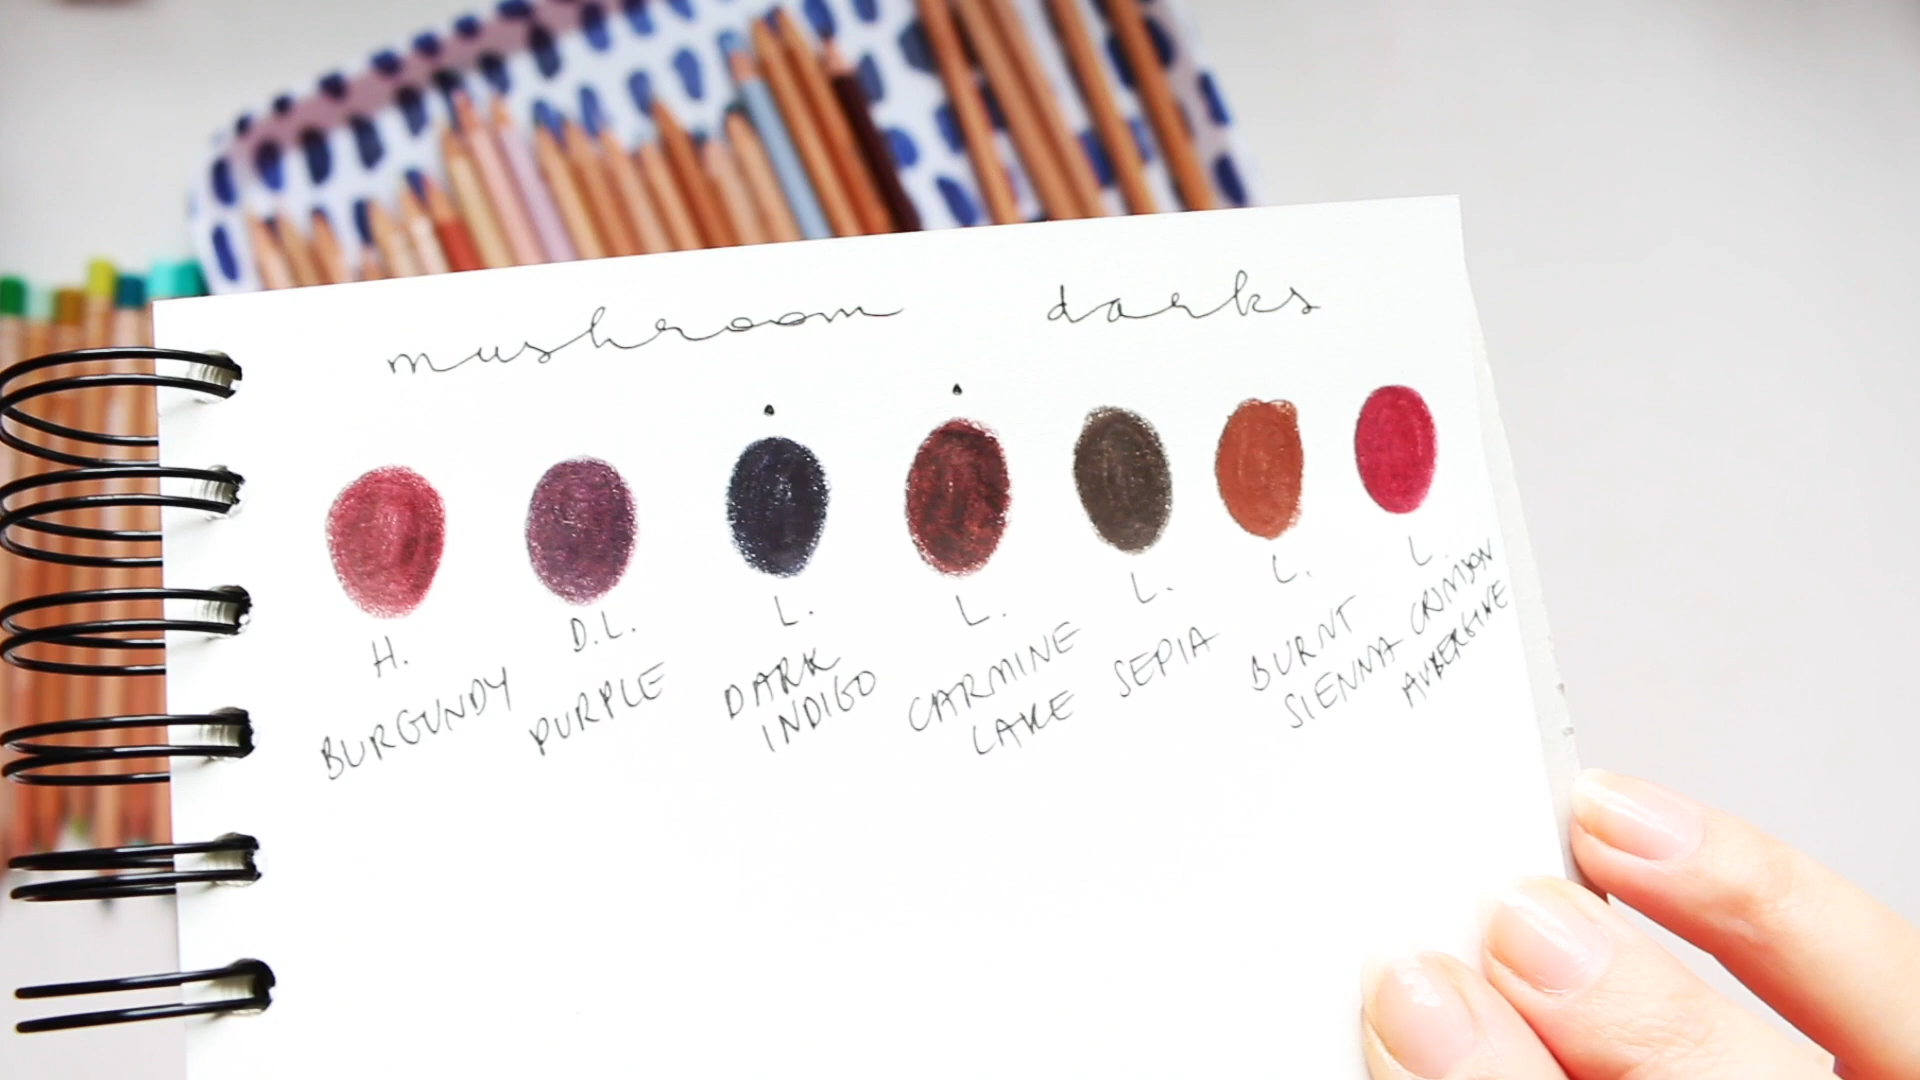 mushroom darks
H.
BURGUNDY
D.L.
PURPLE
L.
DARK
INDIGO
L.
CARMINE
LAKE
L.
SEPIA
L.
BURNT
SIENNA
L.
CRIMSON
AUBERGINE